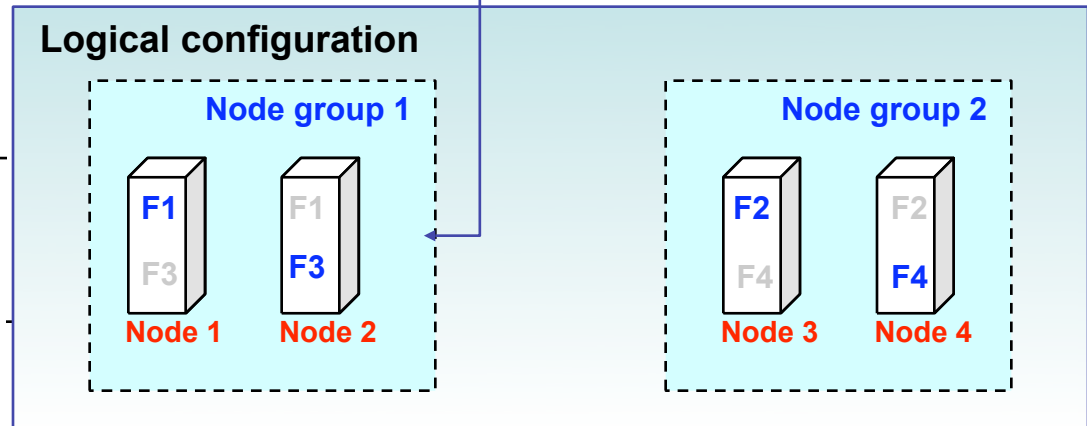 Logical configuration
Node group 1
F1
F3
Node 1
F1
F3
Node 2
Node group 2
F2
F4
Node 3
F2
F4
Node 4